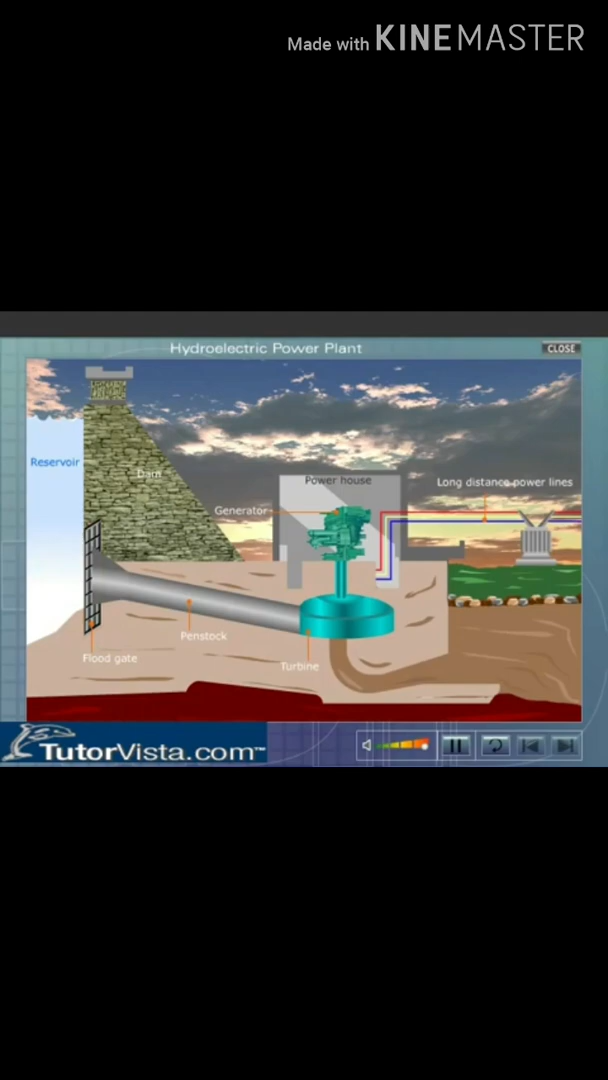 Made with KINEMASTER
Hydroelectric Power Plant
CLOSE
Reservoir
Dam
Power house
Long distance power lines
Generator
Penstock
Flood gate
Turbine
TutorVista.com™